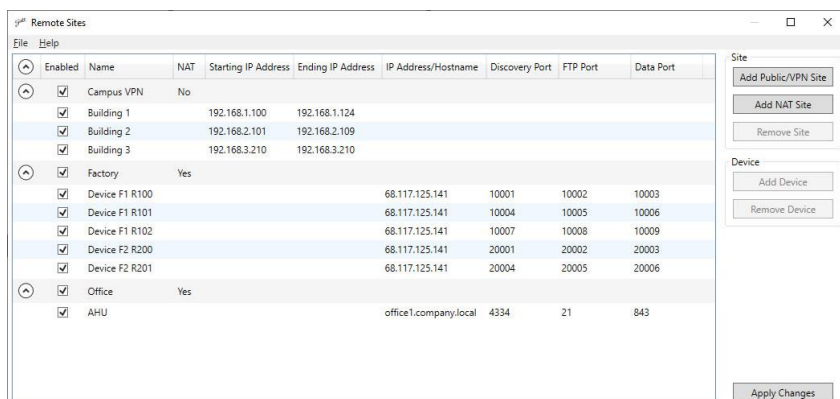 Remote Sites
File Help
Enabled Name NAT Starting IP Address Ending IP Address IP Address/Hostname Discovery Port FTP Port Data Port
Campus VPN No
Building 1 192.168.1.100 192.168.1.124
Building 2 192.168.2.101 192.168.2.109
Building 3 192.168.3.210 192.168.3.210
Factory Yes
Device F1 R100 68.117.125.141 10001 10002 10003
Device F1 R101 68.117.125.141 10004 10005 10006
Device F1 R102 68.117.125.141 10007 10008 10009
Device F2 R200 68.117.125.141 20001 20002 20003
Device F2 R201 68.117.125.141 20004 20005 20006
Office Yes
AHU office1.company.local 4334 21 843
Site
Add Public/VPN Site
Add NAT Site
Remove Site
Device
Add Device
Remove Device
Apply Changes